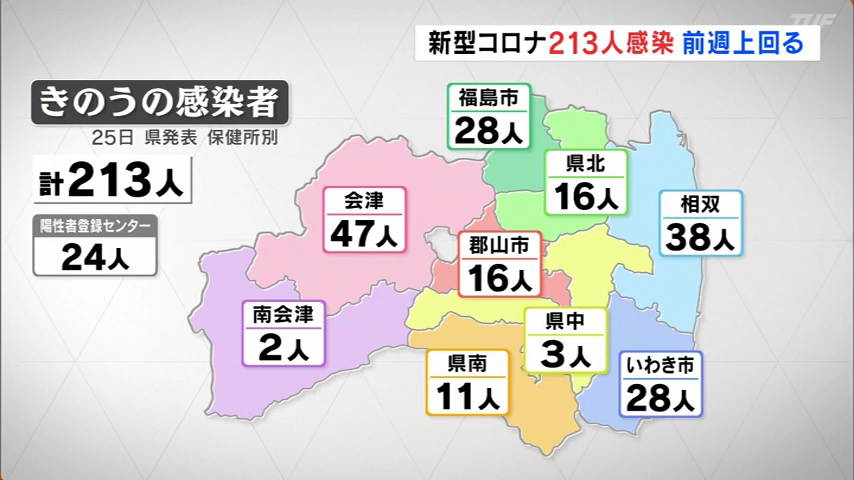 TUF
新型コロナ213人感染 前週上回る
きのうの感染者
25日 県発表 保健所別
計213人
陽性者登録センター
24人
福島市
28人
県北
16人
会津
47人
相双
38人
郡山市
16人
南会津
2人
県中
3人
県南
11人
いわき市
28人